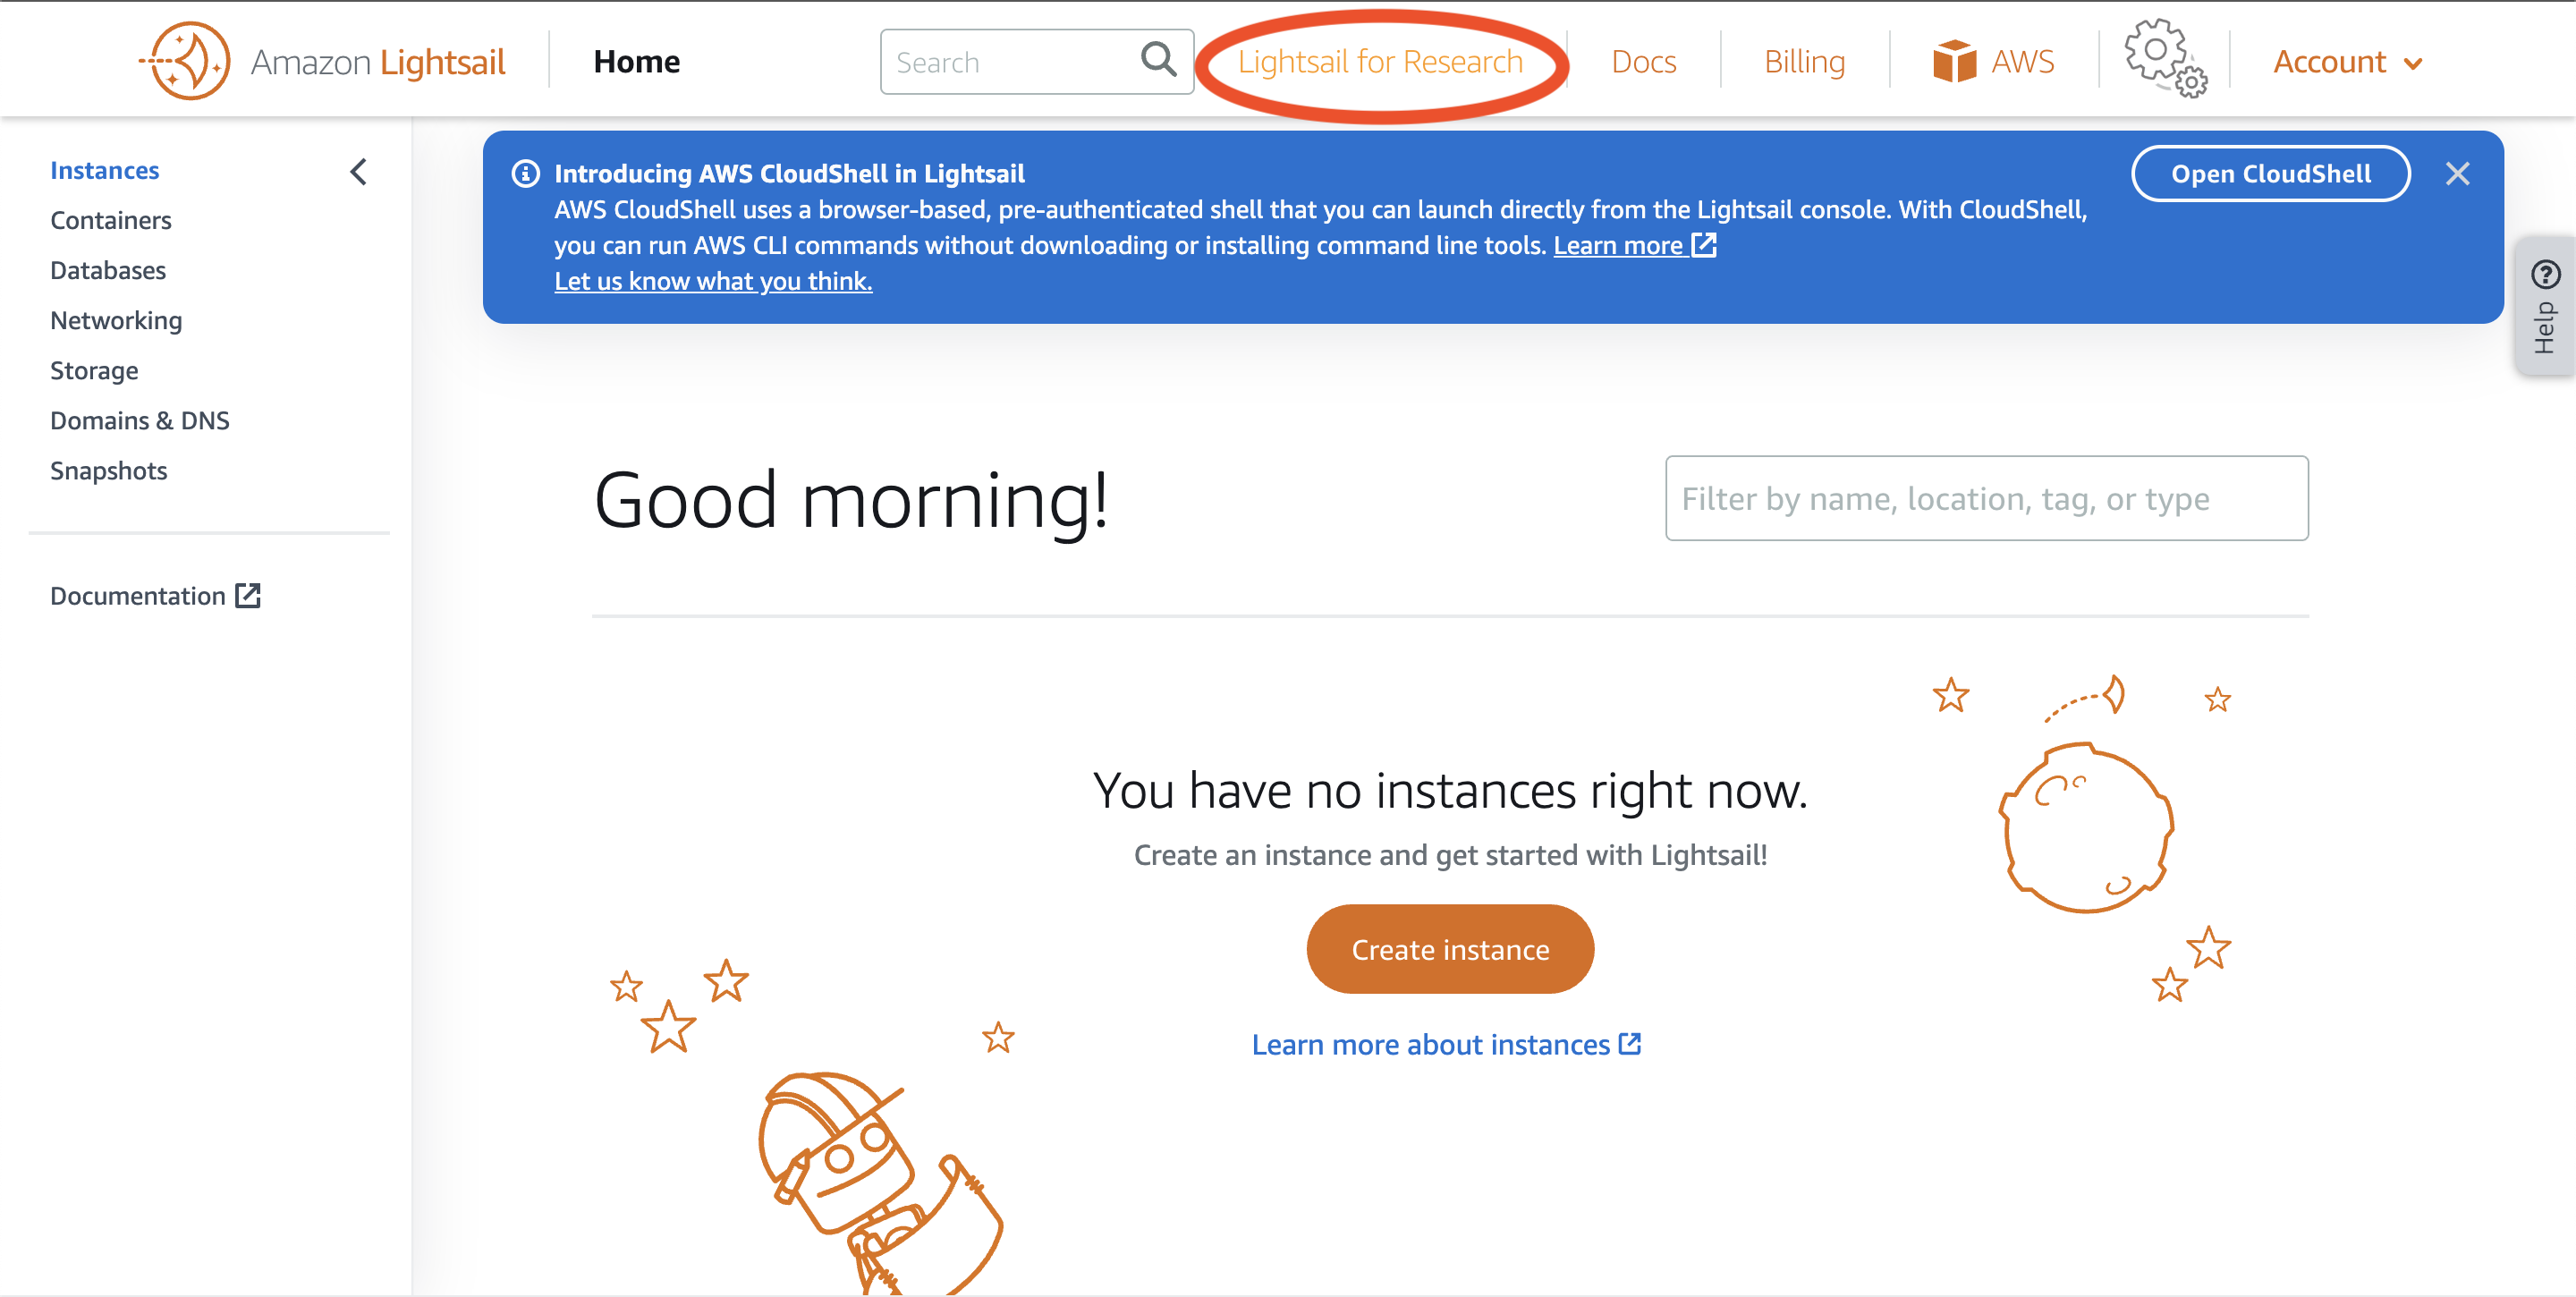 Amazon Lightsail
Home
Search
Lightsail for Research
Docs
Billing
AWS
Account
Instances
Containers
Databases
Networking
Storage
Domains & DNS
Snapshots
Documentation
Introducing AWS CloudShell in Lightsail
Open CloudShell
AWS CloudShell uses a browser-based, pre-authenticated shell that you can launch directly from the Lightsail console. With CloudShell,
you can run AWS CLI commands without downloading or installing command line tools. Learn more
Let us know what you think.
Help
Good morning!
Filter by name, location, tag, or type
You have no instances right now.
Create an instance and get started with Lightsail!
Create instance
Learn more about instances